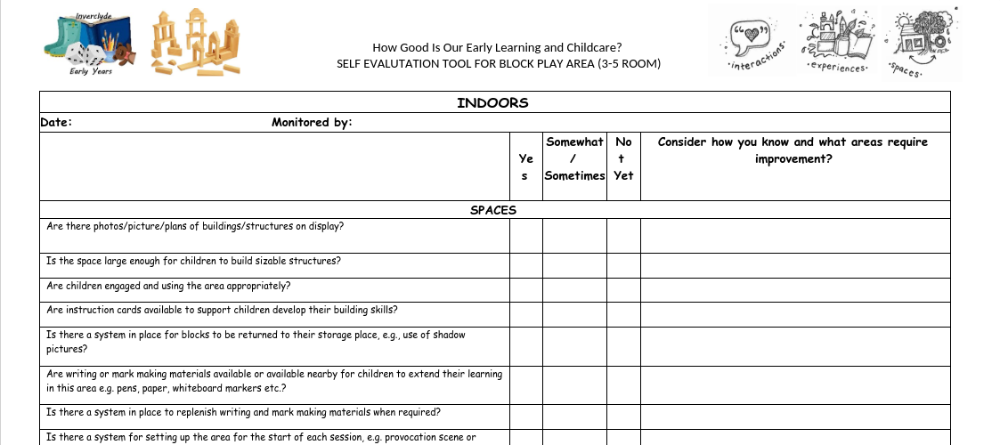 Inverclyde
Early Years
How Good Is Our Early Learning and Childcare?
SELF EVALUTATION TOOL FOR BLOCK PLAY AREA (3-5 ROOM)
·interactions·
·experiences·
·spaces·
INDOORS
Date: Monitored by:
Ye
s
Somewhat
/
Sometimes
No
t
Yet
Consider how you know and what areas require
improvement?
SPACES
Are there photos/picture/plans of buildings/structures on display?
Is the space large enough for children to build sizable structures?
Are children engaged and using the area appropriately?
Are instruction cards available to support children develop their building skills?
Is there a system in place for blocks to be returned to their storage place, e.g., use of shadow
pictures?
Are writing or mark making materials available or available nearby for children to extend their learning
in this area e.g. pens, paper, whiteboard markers etc.?
Is there a system in place to replenish writing and mark making materials when required?
Is there a system for setting up the area for the start of each session, e.g. provocation scene or